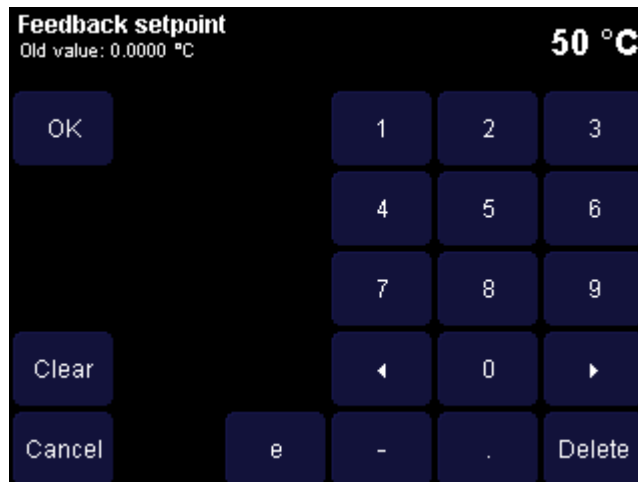 Feedback setpoint
Old value: 0.0000 °C
50 °C
OK 1 2 3
4 5 6
7 8 9
Clear 0
Cancel e - . Delete